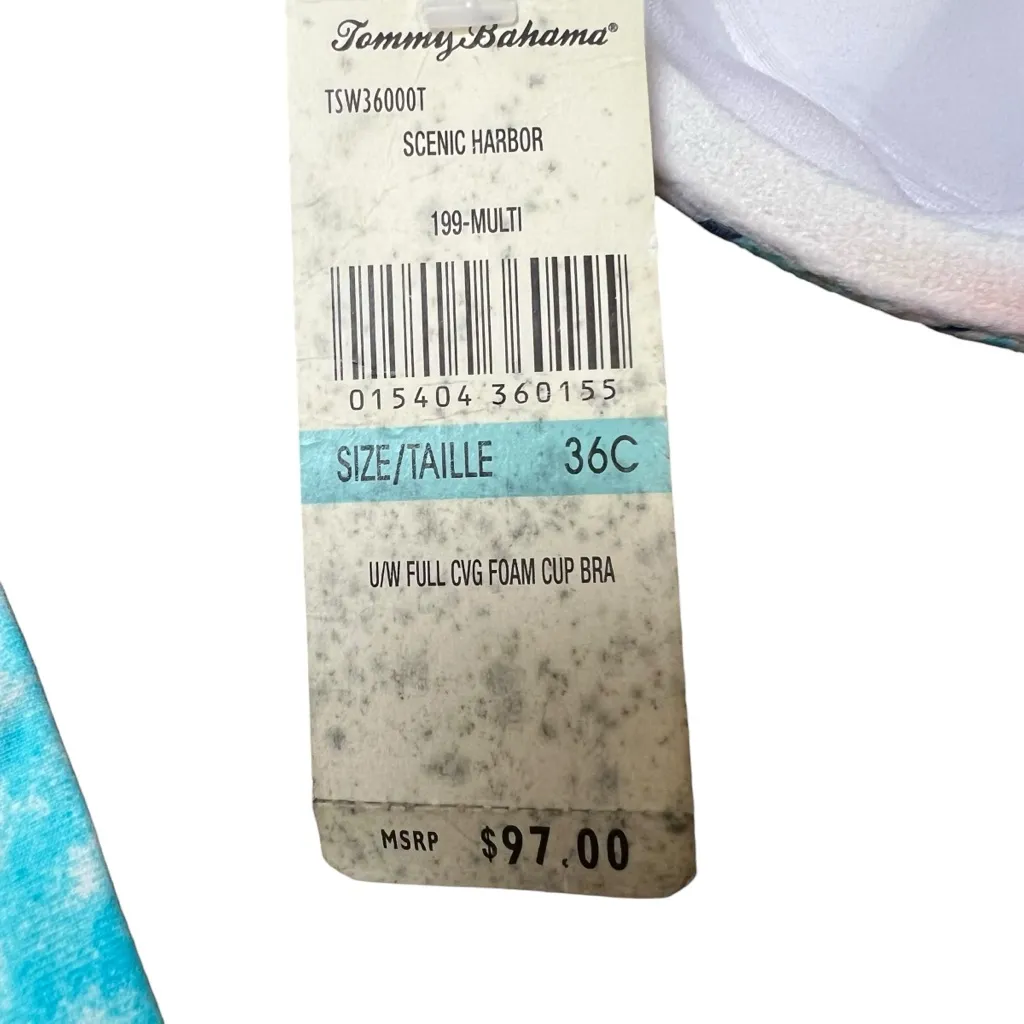 Tommy Bahama®
TSW36000T
SCENIC HARBOR
199-MULTI
015404 360155
SIZE/TAILLE 36C
U/W FULL CVG FOAM CUP BRA
MSRP $97.00